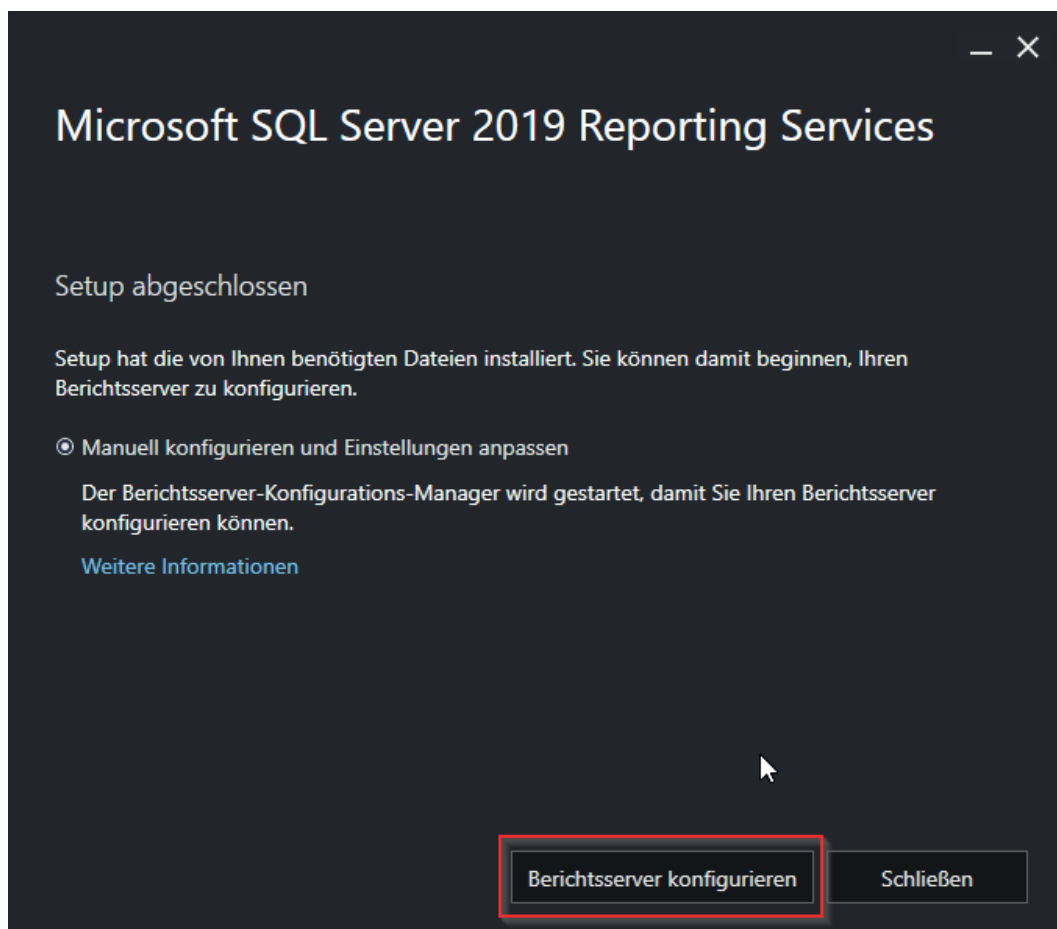 Microsoft SQL Server 2019 Reporting Services
Setup abgeschlossen
Setup hat die von Ihnen benötigten Dateien installiert. Sie können damit beginnen, Ihren
Berichtsserver zu konfigurieren.
Manuell konfigurieren und Einstellungen anpassen
Der Berichtsserver-Konfigurations-Manager wird gestartet, damit Sie Ihren Berichtsserver
konfigurieren können.
Weitere Informationen
Berichtsserver konfigurieren
Schließen